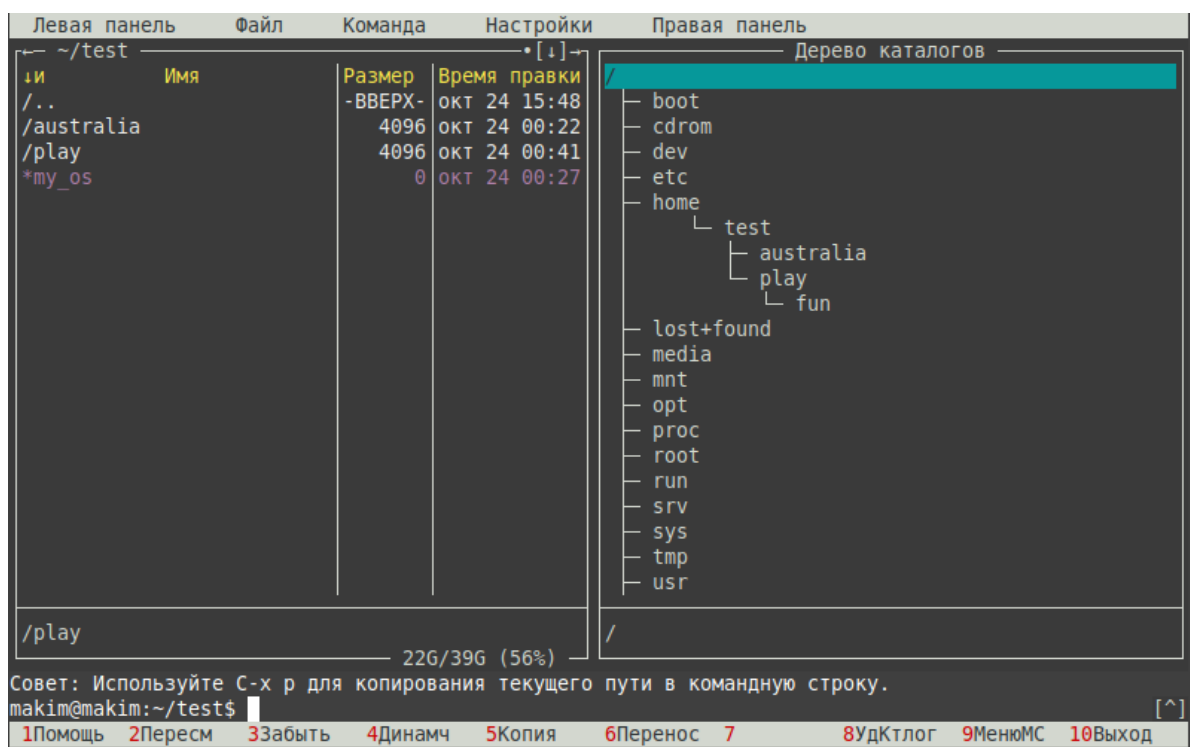 Левая панель Файл Команда Настройки Правая панель
~/test •[↓] Дерево каталогов
↓и Имя Размер Время правки /
/.. -ВВЕРХ- окт 24 15:48 boot
/australia 4096 окт 24 00:22 cdrom
/play 4096 окт 24 00:41 dev
*my_os 0 окт 24 00:27 etc
home
test
australia
play
fun
lost+found
media
mnt
opt
proc
root
run
srv
sys
tmp
usr
/play /
22G/39G (56%)
Совет: Используйте C-x p для копирования текущего пути в командную строку.
makim@makim:~/test$ [^]
1Помощь 2Пересм 3Забыть 4Динамч 5Копия 6Перенос 7 8УдКтлог 9МенюМС 10Выход